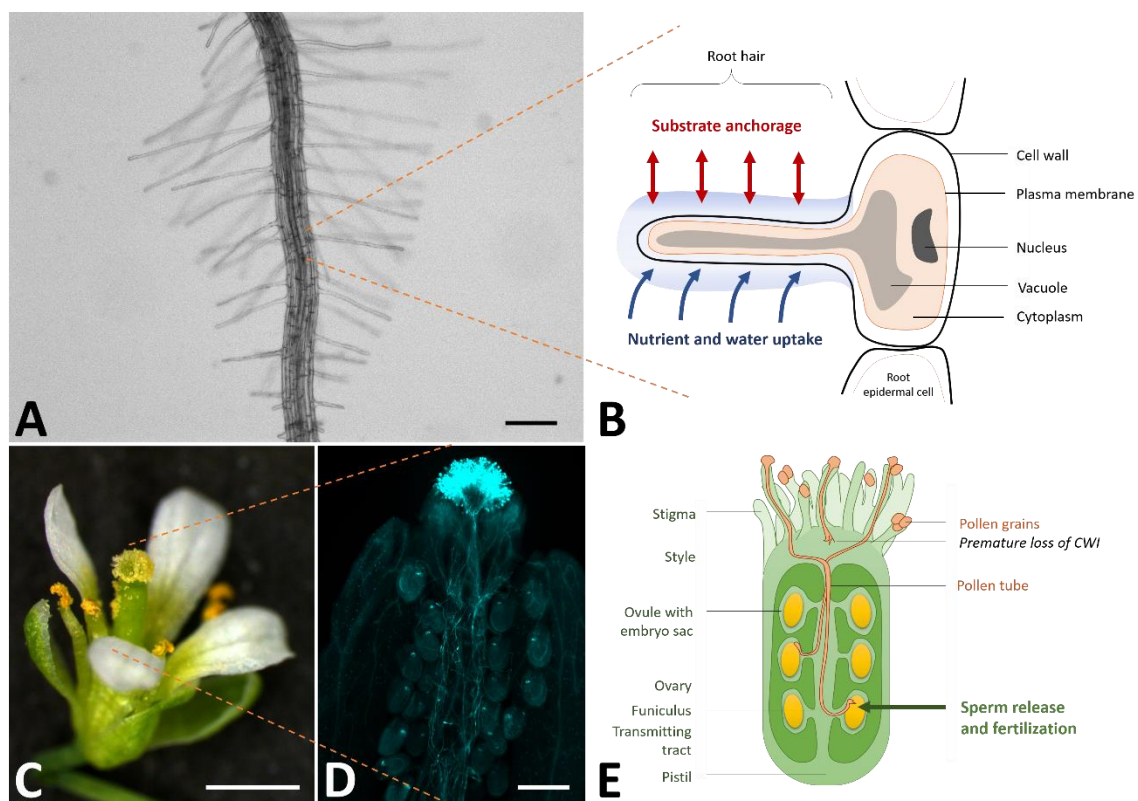 A
Root hair
Substrate anchorage
Nutrient and water uptake
Cell wall
Plasma membrane
Nucleus
Vacuole
Cytoplasm
Root
epidermal cell
B
C
D
Stigma
Style
Ovule with
embryo sac
Ovary
Funiculus
Transmitting
tract
Pistil
Pollen grains
Premature loss of CWI
Pollen tube
Sperm release
and fertilization
E